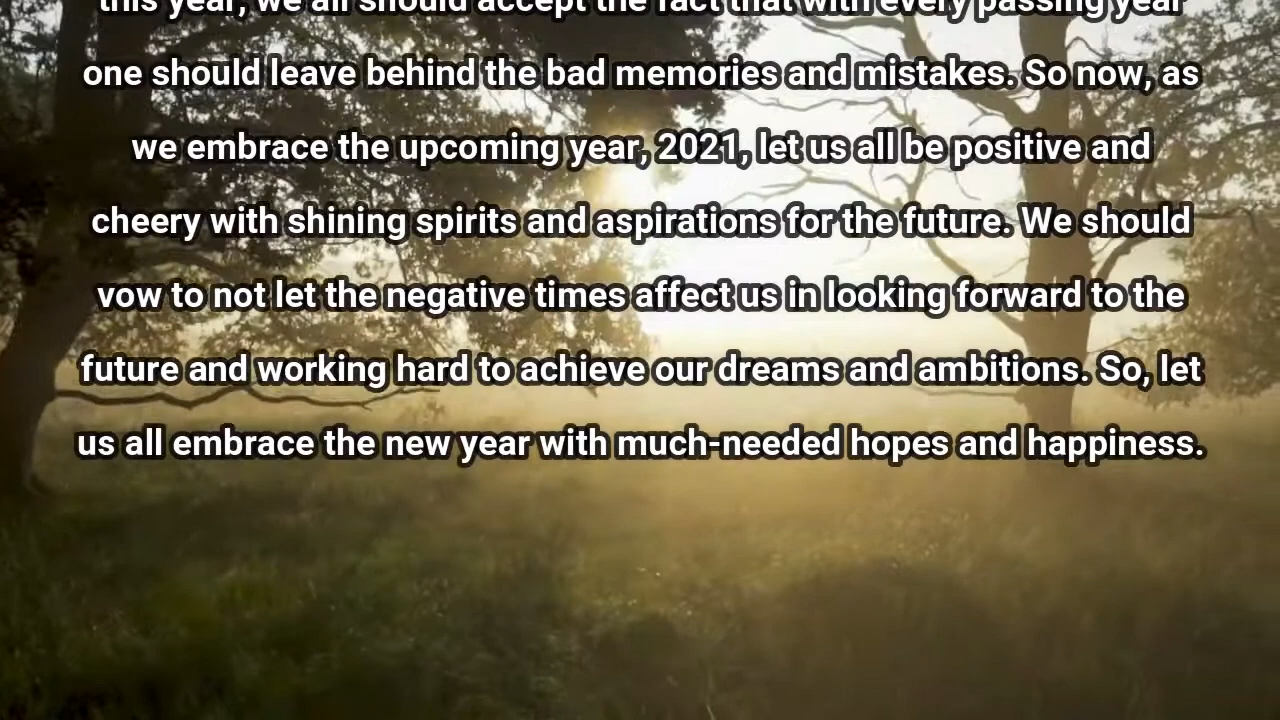 this year, we all should accept the fact that with every passing year
one should leave behind the bad memories and mistakes. So now, as
we embrace the upcoming year, 2021, let us all be positive and
cheery with shining spirits and aspirations for the future. We should
vow to not let the negative times affect us in looking forward to the
future and working hard to achieve our dreams and ambitions. So, let
us all embrace the new year with much-needed hopes and happiness.